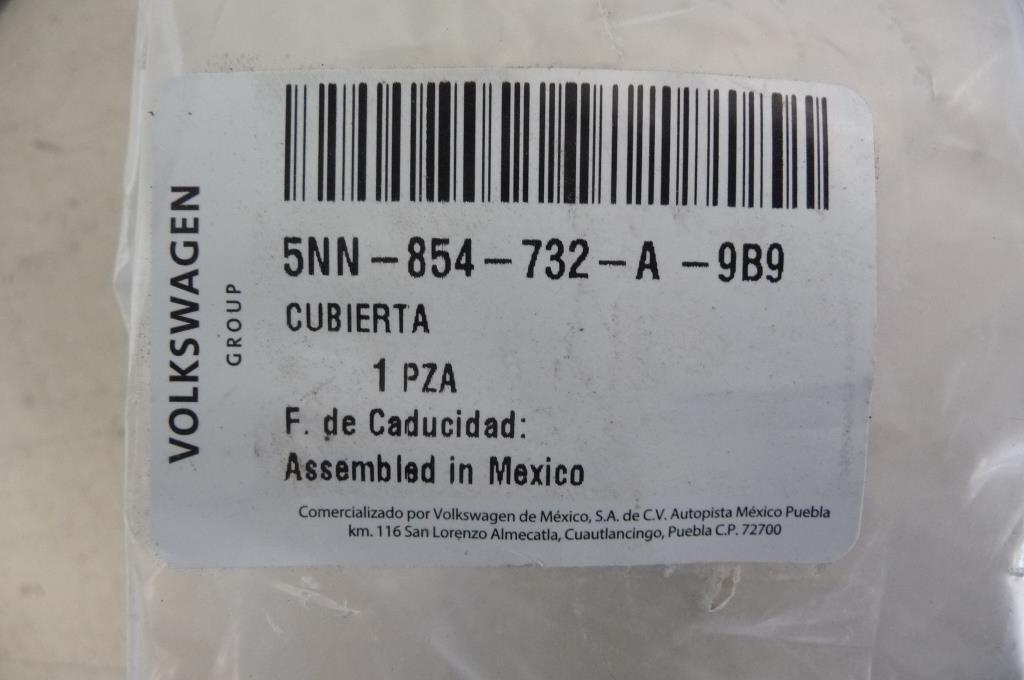 VOLKSWAGEN
GROUP
5NN-854-732-A -9B9
CUBIERTA
1 PZA
F. de Caducidad:
Assembled in Mexico
Comercializado por Volkswagen de México, S.A. de C.V. Autopista México Puebla
km. 116 San Lorenzo Almecatla, Cuautlancingo, Puebla C.P. 72700